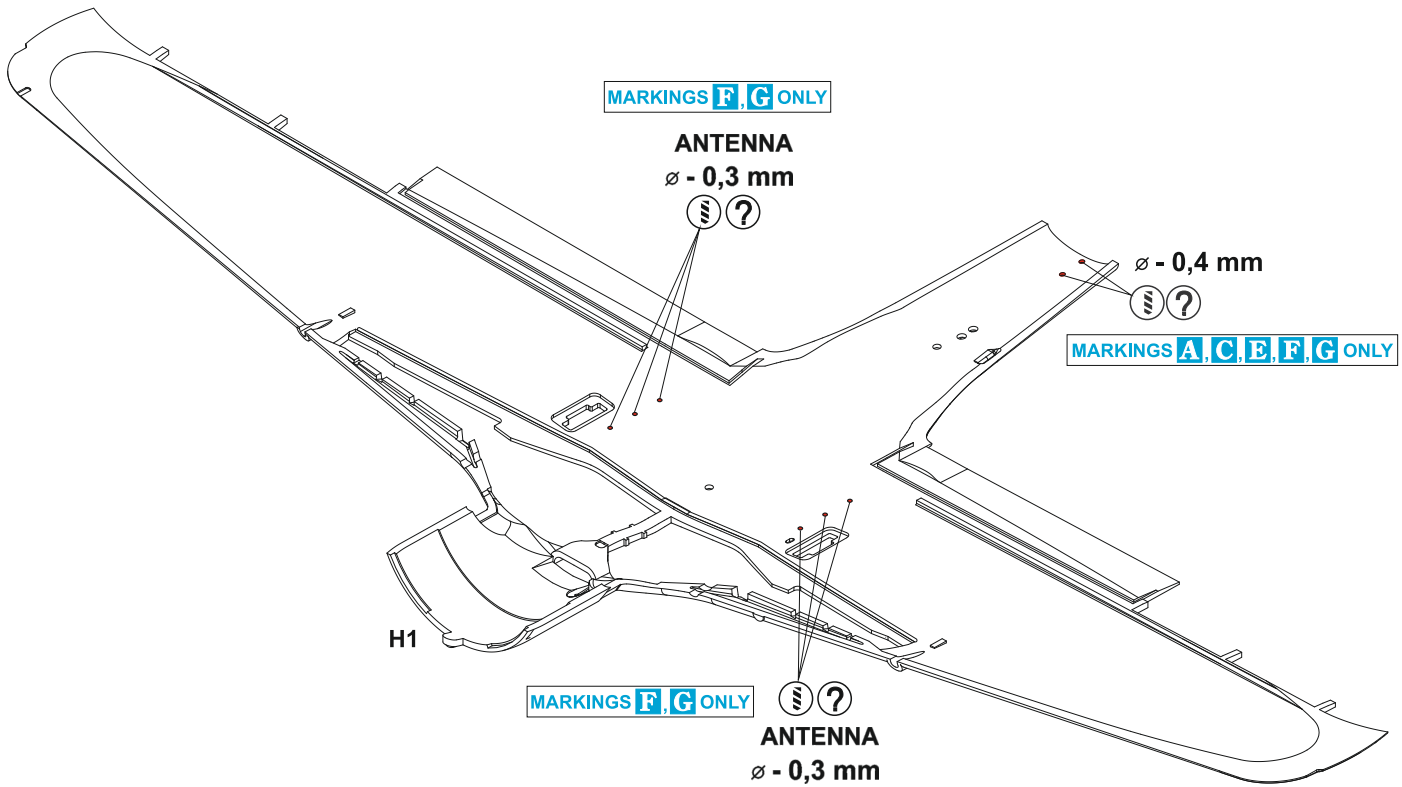 MARKINGS F, G ONLY
ANTENNA
⌀ - 0,3 mm
?
⌀ - 0,4 mm
?
MARKINGS A, C, E, F, G ONLY
H1
MARKINGS F, G ONLY
?
ANTENNA
⌀ - 0,3 mm